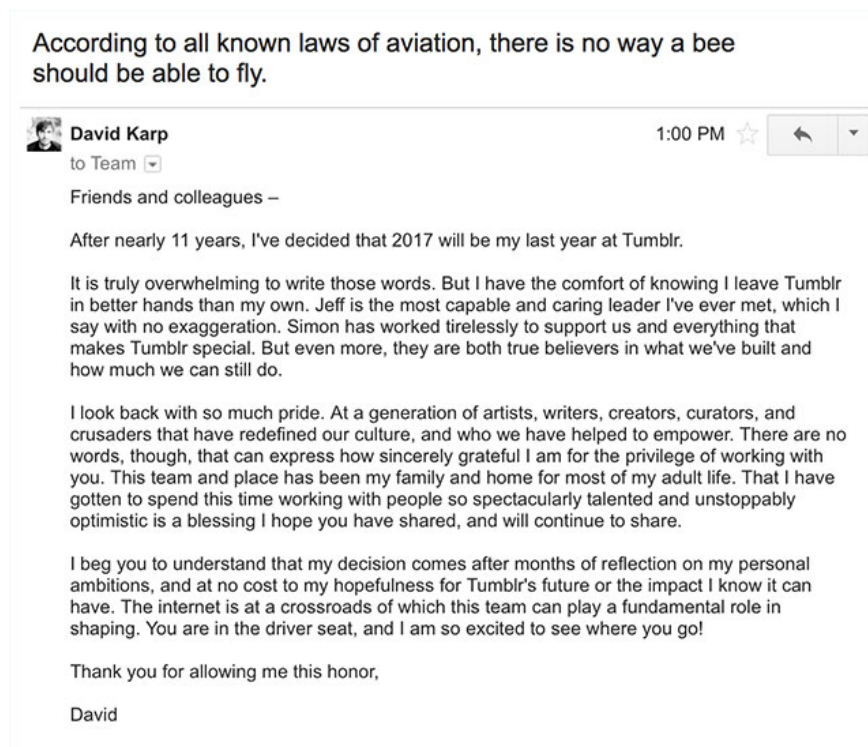 According to all known laws of aviation, there is no way a bee
should be able to fly.
David Karp
1:00 PM
to Team
Friends and colleagues –
After nearly 11 years, I've decided that 2017 will be my last year at Tumblr.
It is truly overwhelming to write those words. But I have the comfort of knowing I leave Tumblr
in better hands than my own. Jeff is the most capable and caring leader I've ever met, which I
say with no exaggeration. Simon has worked tirelessly to support us and everything that
makes Tumblr special. But even more, they are both true believers in what we've built and
how much we can still do.
I look back with so much pride. At a generation of artists, writers, creators, curators, and
crusaders that have redefined our culture, and who we have helped to empower. There are no
words, though, that can express how sincerely grateful I am for the privilege of working with
you. This team and place has been my family and home for most of my adult life. That I have
gotten to spend this time working with people so spectacularly talented and unstoppably
optimistic is a blessing I hope you have shared, and will continue to share.
I beg you to understand that my decision comes after months of reflection on my personal
ambitions, and at no cost to my hopefulness for Tumblr's future or the impact I know it can
have. The internet is at a crossroads of which this team can play a fundamental role in
shaping. You are in the driver seat, and I am so excited to see where you go!
Thank you for allowing me this honor,
David